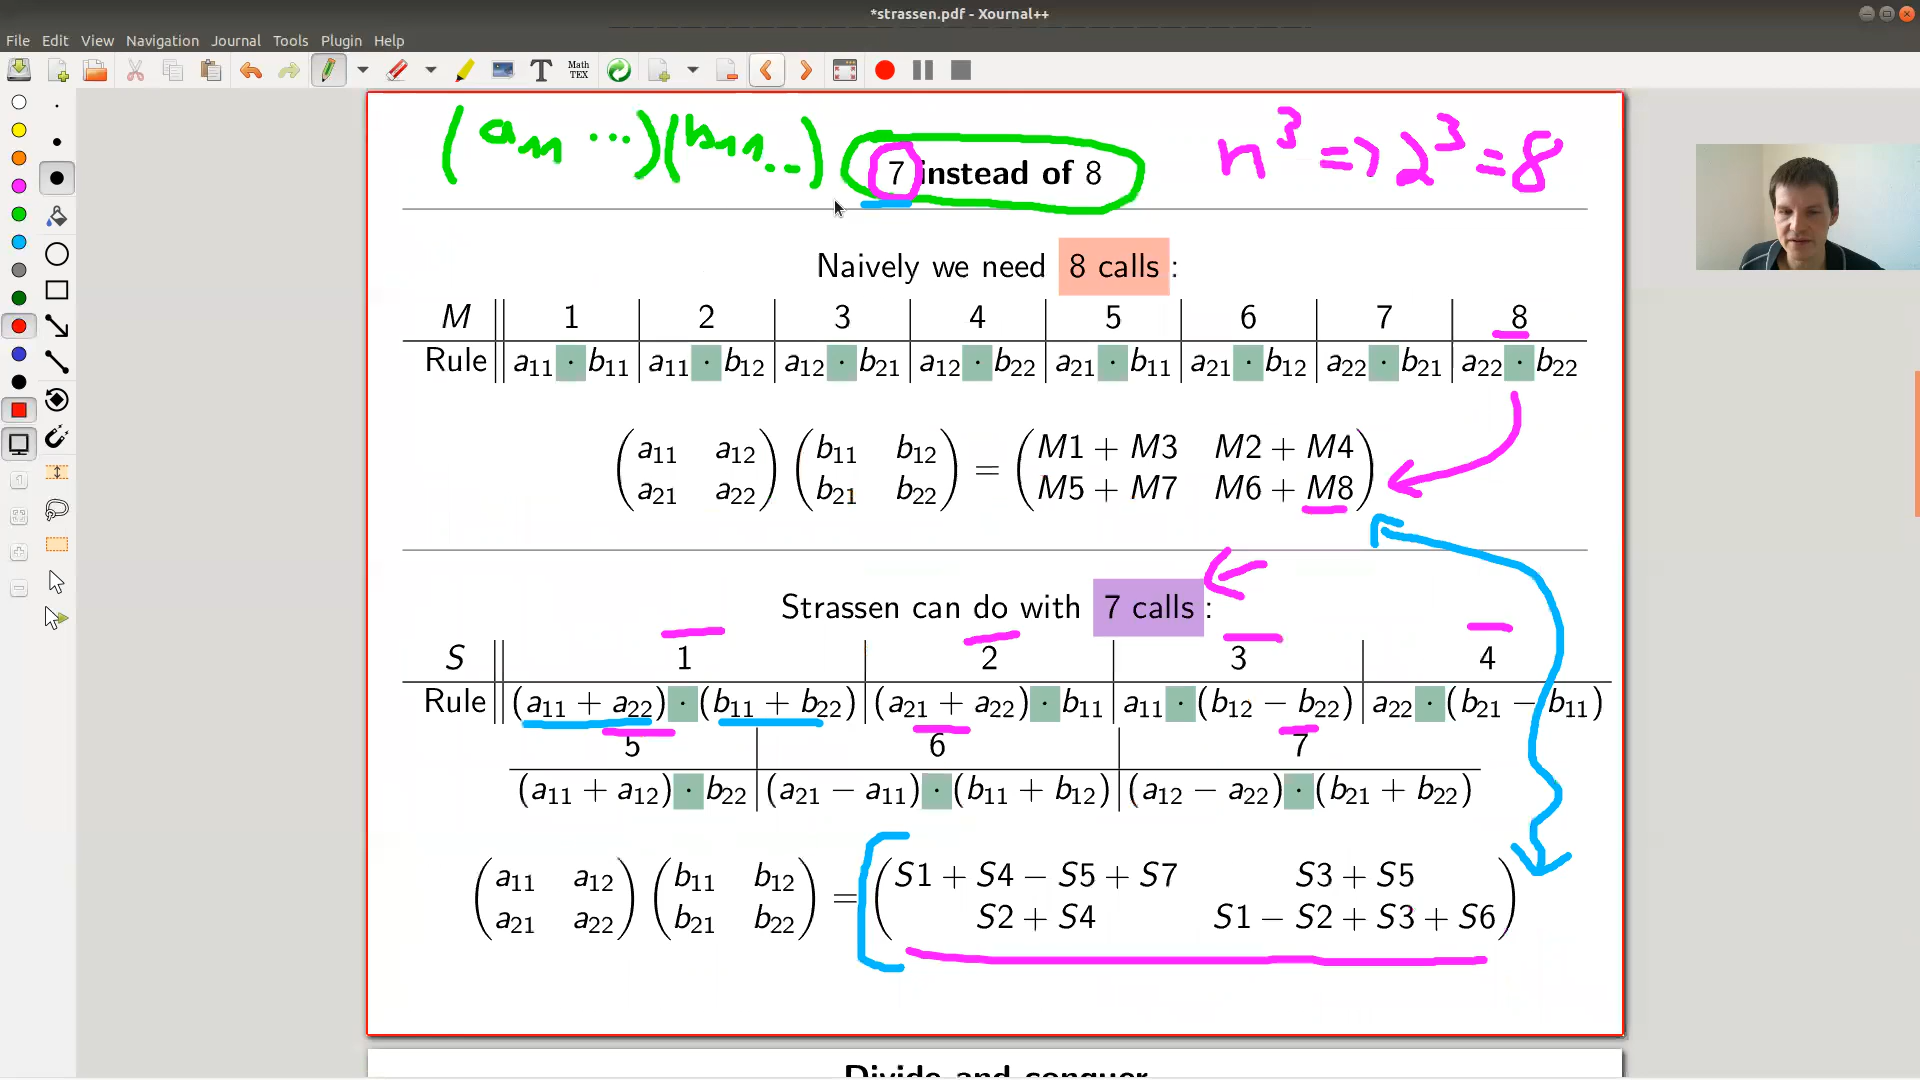 *strassen.pdf - Xournal++
File Edit View Navigation Journal Tools Plugin Help
Math
TEX
(a₁₁ ...)(b₁₁...)
7 instead of 8
n³ => 2³ = 8
Naively we need 8 calls :
M 1 2 3 4 5 6 7 8
Rule a₁₁ · b₁₁ a₁₁ · b₁₂ a₁₂ · b₂₁ a₁₂ · b₂₂ a₂₁ · b₁₁ a₂₁ · b₁₂ a₂₂ · b₂₁ a₂₂ · b₂₂
(a₁₁ a₁₂) (b₁₁ b₁₂) = (M1 + M3 M2 + M4)
(a₂₁ a₂₂) (b₂₁ b₂₂) (M5 + M7 M6 + M8)
Strassen can do with 7 calls :
S 1 2 3 4
Rule (a₁₁ + a₂₂) · (b₁₁ + b₂₂) (a₂₁ + a₂₂) · b₁₁ a₁₁ · (b₁₂ − b₂₂) a₂₂ · (b₂₁ − b₁₁)
5 6 7
(a₁₁ + a₁₂) · b₂₂ (a₂₁ − a₁₁) · (b₁₁ + b₁₂) (a₁₂ − a₂₂) · (b₂₁ + b₂₂)
(a₁₁ a₁₂) (b₁₁ b₁₂) = (S1 + S4 − S5 + S7 S3 + S5)
(a₂₁ a₂₂) (b₂₁ b₂₂) (S2 + S4 S1 − S2 + S3 + S6)
Divide and conquer